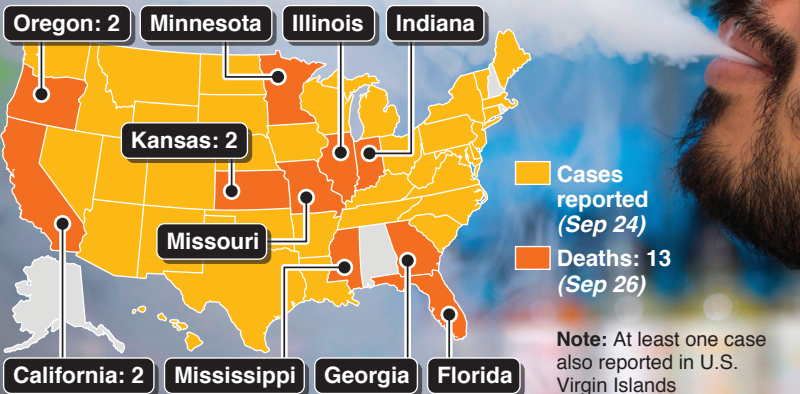 Oregon: 2
Minnesota
Illinois
Indiana
Kansas: 2
Missouri
California: 2
Mississippi
Georgia
Florida
Cases
reported
(Sep 24)
Deaths: 13
(Sep 26)
Note: At least one case
also reported in U.S.
Virgin Islands